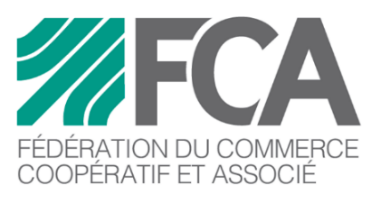 FCA
FÉDÉRATION DU COMMERCE
COOPÉRATIF ET ASSOCIÉ